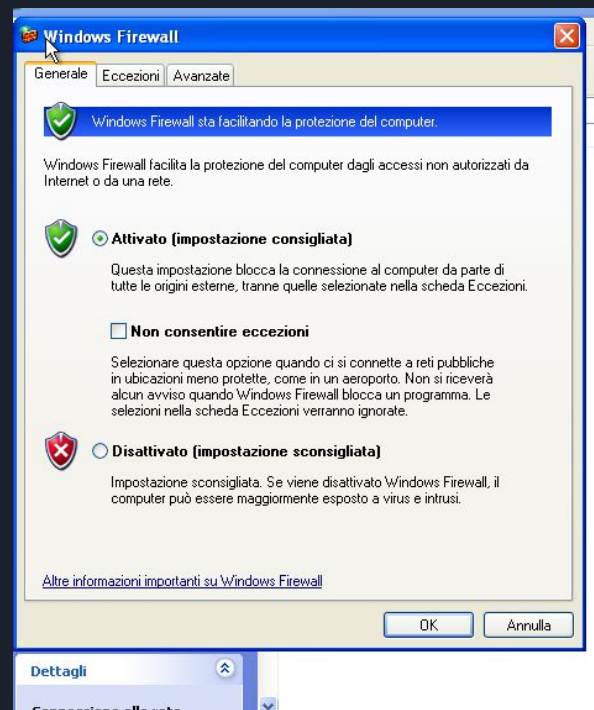 Windows Firewall
Generale
Eccezioni
Avanzate
Windows Firewall sta facilitando la protezione del computer.
Windows Firewall facilita la protezione del computer dagli accessi non autorizzati da
Internet o da una rete.
Attivato (impostazione consigliata)
Questa impostazione blocca la connessione al computer da parte di
tutte le origini esterne, tranne quelle selezionate nella scheda Eccezioni.
Non consentire eccezioni
Selezionare questa opzione quando ci si connette a reti pubbliche
in ubicazioni meno protette, come in un aeroporto. Non si riceverà
alcun avviso quando Windows Firewall blocca un programma. Le
selezioni nella scheda Eccezioni verranno ignorate.
Disattivato (impostazione sconsigliata)
Impostazione sconsigliata. Se viene disattivato Windows Firewall, il
computer può essere maggiormente esposto a virus e intrusi.
Altre informazioni importanti su Windows Firewall
OK
Annulla
Dettagli